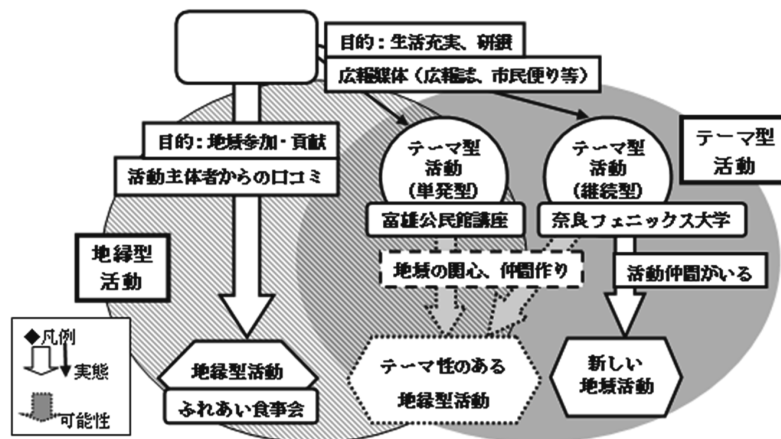 目的：生活充実、研鑚
広報媒体（広報誌、市民便り等）
目的：地域参加・貢献
活動主体者からの口コミ
テーマ型
活動
(単発型)
富雄公民館講座
テーマ型
活動
(継続型)
奈良フェニックス大学
テーマ型
活動
地縁型
活動
地域の関心、仲間作り
活動仲間がいる
◆凡例
実態
可能性
地縁型活動
ふれあい食事会
テーマ性のある
地縁型活動
新しい
地域活動